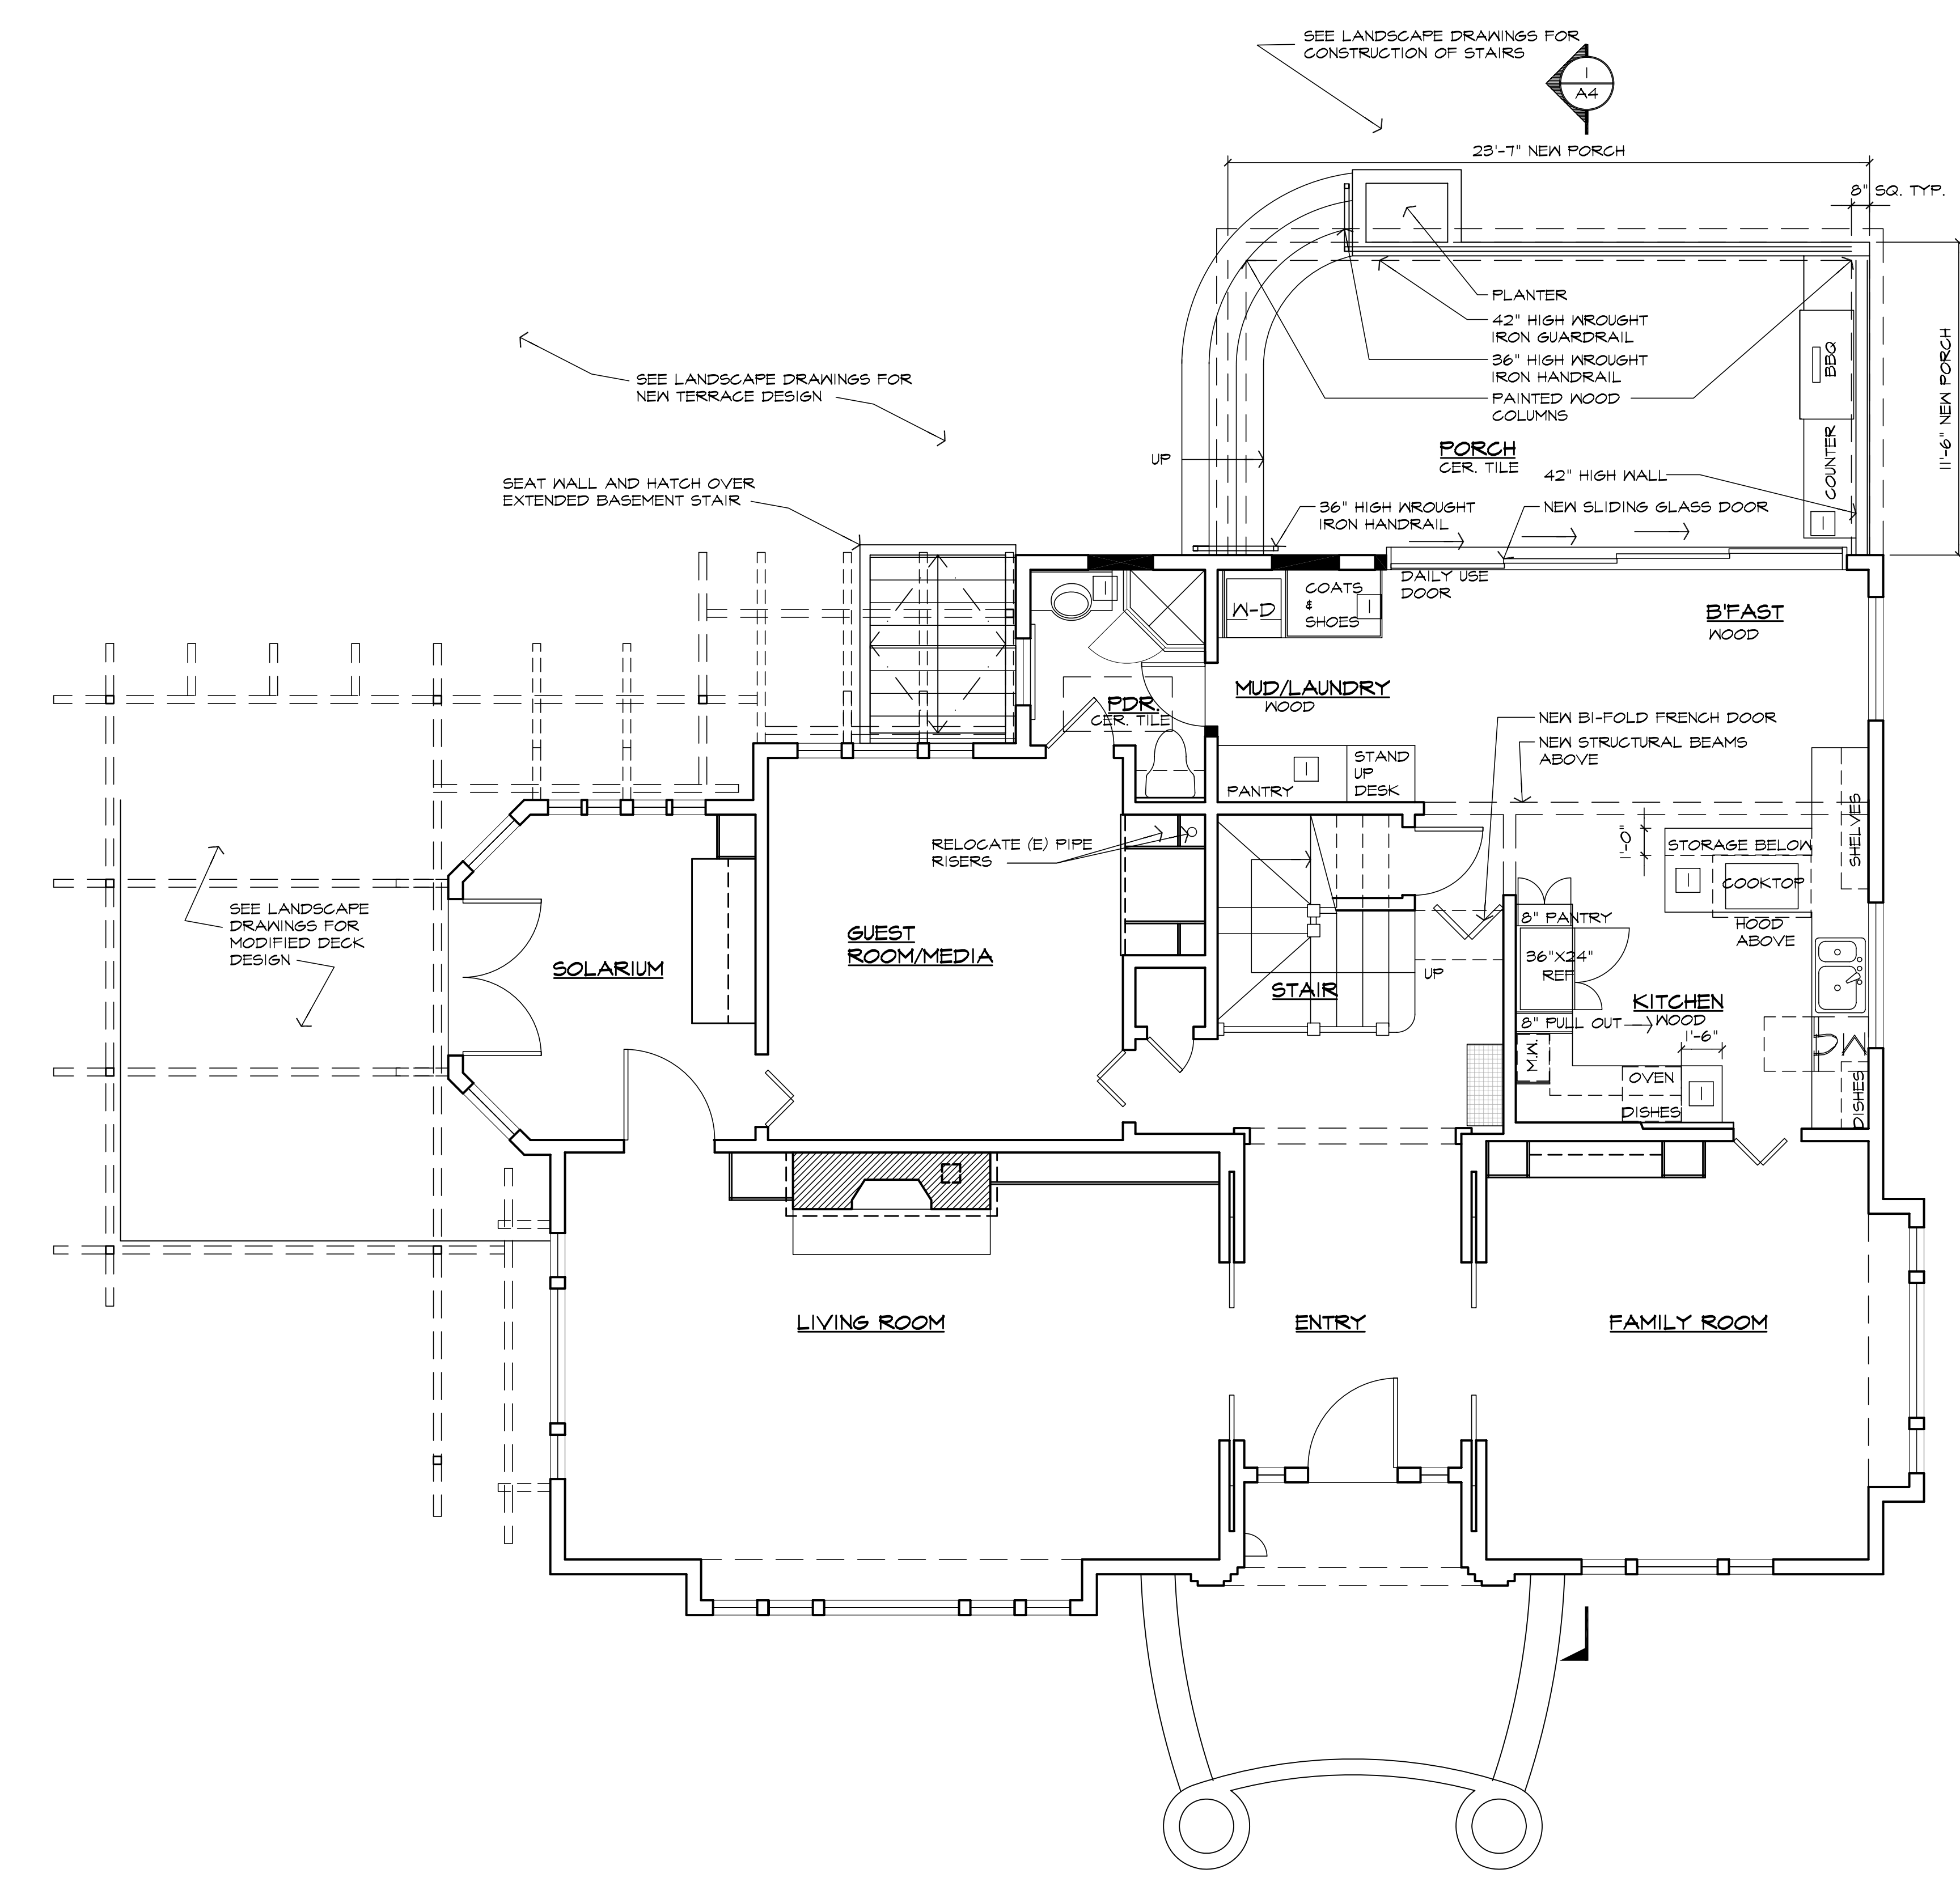 SEE LANDSCAPE DRAWINGS FOR
CONSTRUCTION OF STAIRS
1
A4
23'-7" NEW PORCH
8" SQ. TYP.
PLANTER
42" HIGH WROUGHT
IRON GUARDRAIL
36" HIGH WROUGHT
IRON HANDRAIL
PAINTED WOOD
COLUMNS
BBQ
11'-6" NEW PORCH
SEE LANDSCAPE DRAWINGS FOR
NEW TERRACE DESIGN
UP
PORCH
CER. TILE
COUNTER
42" HIGH WALL
SEAT WALL AND HATCH OVER
EXTENDED BASEMENT STAIR
36" HIGH WROUGHT
IRON HANDRAIL
NEW SLIDING GLASS DOOR
W-D
COATS
&
SHOES
DAILY USE
DOOR
B'FAST
WOOD
MUD/LAUNDRY
WOOD
PDR.
CER. TILE
NEW BI-FOLD FRENCH DOOR
NEW STRUCTURAL BEAMS
ABOVE
PANTRY
STAND
UP
DESK
RELOCATE (E) PIPE
RISERS
1'-0"
STORAGE BELOW
SHELVES
COOKTOP
HOOD
ABOVE
8" PANTRY
36"X24"
REF
SEE LANDSCAPE
DRAWINGS FOR
MODIFIED DECK
DESIGN
SOLARIUM
GUEST
ROOM/MEDIA
STAIR
UP
KITCHEN
WOOD
8" PULL OUT
1'-6"
M.W.
OVEN
DISHES
DISHES
LIVING ROOM
ENTRY
FAMILY ROOM